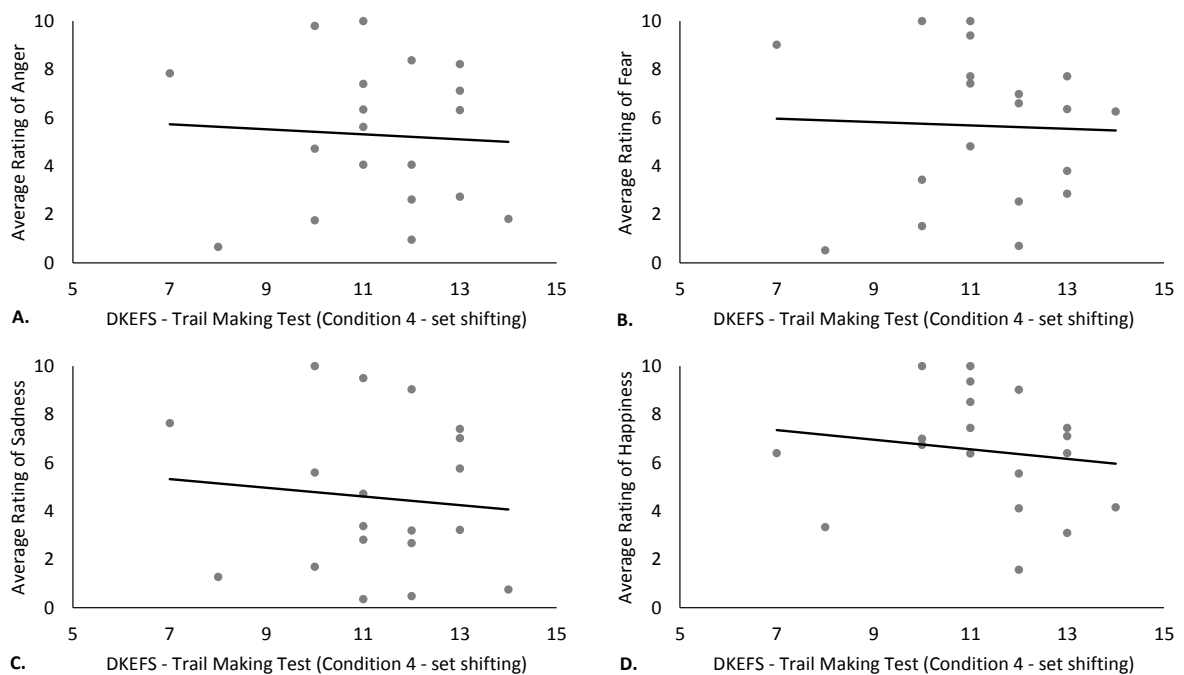 Average Rating of Anger
10
8
6
4
2
0
5 7 9 11 13 15
A. DKEFS - Trail Making Test (Condition 4 - set shifting)
Average Rating of Fear
10
8
6
4
2
0
5 7 9 11 13 15
B. DKEFS - Trail Making Test (Condition 4 - set shifting)
Average Rating of Sadness
10
8
6
4
2
0
5 7 9 11 13 15
C. DKEFS - Trail Making Test (Condition 4 - set shifting)
Average Rating of Happiness
10
8
6
4
2
0
5 7 9 11 13 15
D. DKEFS - Trail Making Test (Condition 4 - set shifting)